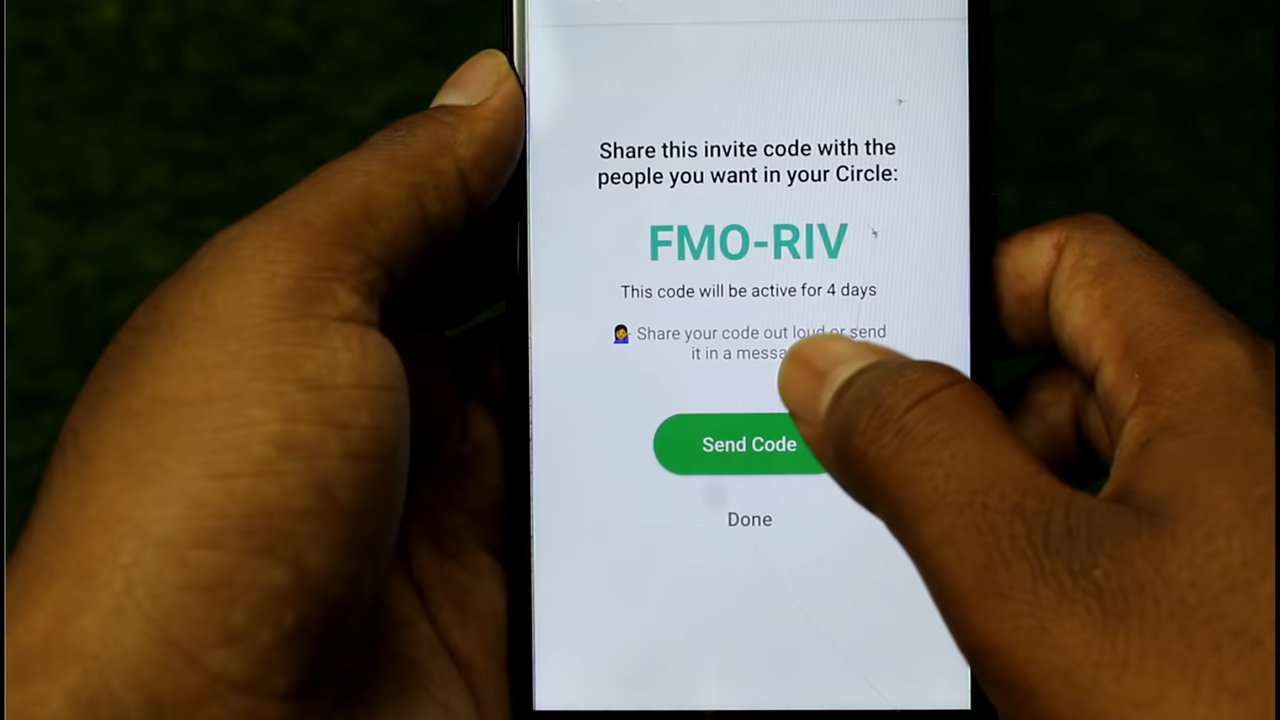 Share this invite code with the
people you want in your Circle:
FMO-RIV
This code will be active for 4 days
Share your code out loud or send
it in a
Send Code
Done